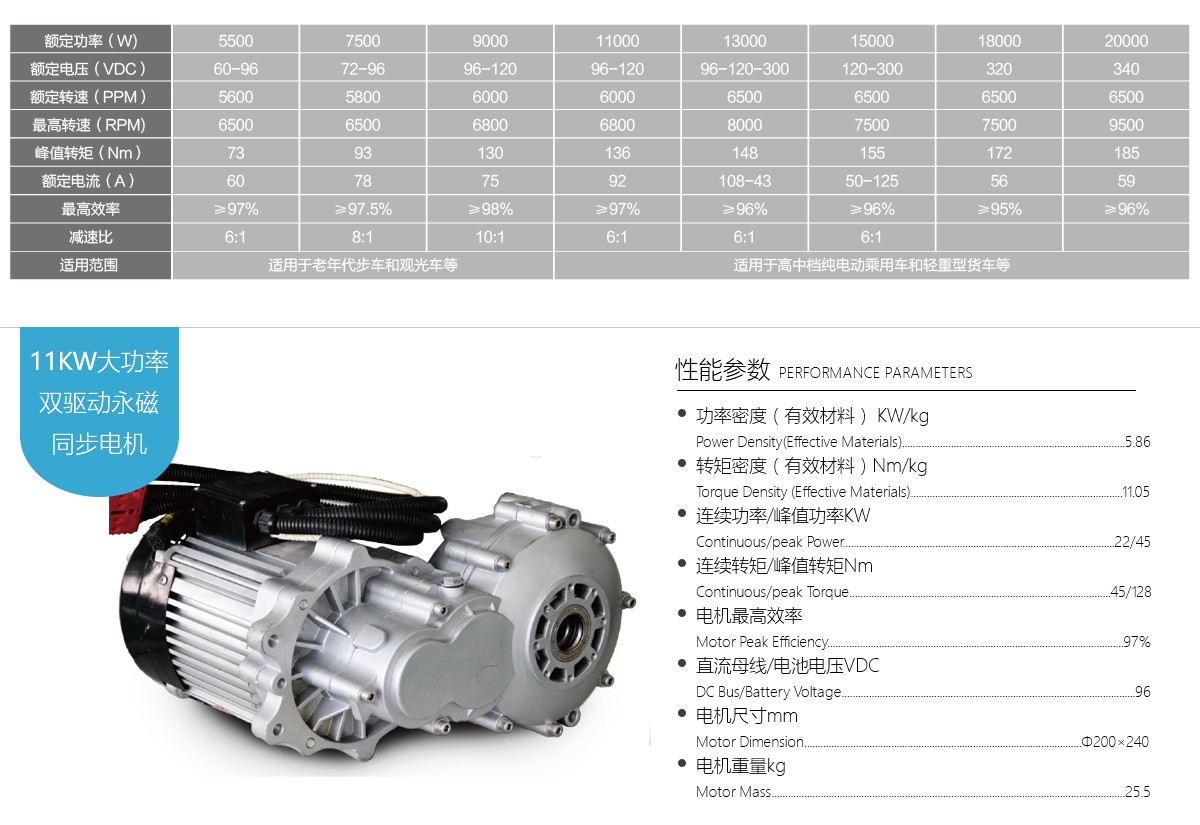 额定功率（W） 5500 7500 9000 11000 13000 15000 18000 20000
额定电压（VDC） 60-96 72-96 96-120 96-120 96-120-300 120-300 320 340
额定转速（PPM） 5600 5800 6000 6000 6500 6500 6500 6500
最高转速（RPM) 6500 6500 6800 6800 8000 7500 7500 9500
峰值转矩（Nm） 73 93 130 136 148 155 172 185
额定电流（A） 60 78 75 92 108-43 50-125 56 59
最高效率 ≥97% ≥97.5% ≥98% ≥97% ≥96% ≥96% ≥95% ≥96%
减速比 6:1 8:1 10:1 6:1 6:1 6:1
适用范围 适用于老年代步车和观光车等 适用于高中档纯电动乘用车和轻重型货车等
11KW大功率
双驱动永磁
同步电机
性能参数 PERFORMANCE PARAMETERS
功率密度（有效材料） KW/kg
Power Density(Effective Materials)......5.86
转矩密度（有效材料）Nm/kg
Torque Density (Effective Materials)......11.05
连续功率/峰值功率KW
Continuous/peak Power......22/45
连续转矩/峰值转矩Nm
Continuous/peak Torque......45/128
电机最高效率
Motor Peak Efficiency......97%
直流母线/电池电压VDC
DC Bus/Battery Voltage......96
电机尺寸mm
Motor Dimension......Φ200×240
电机重量kg
Motor Mass......25.5